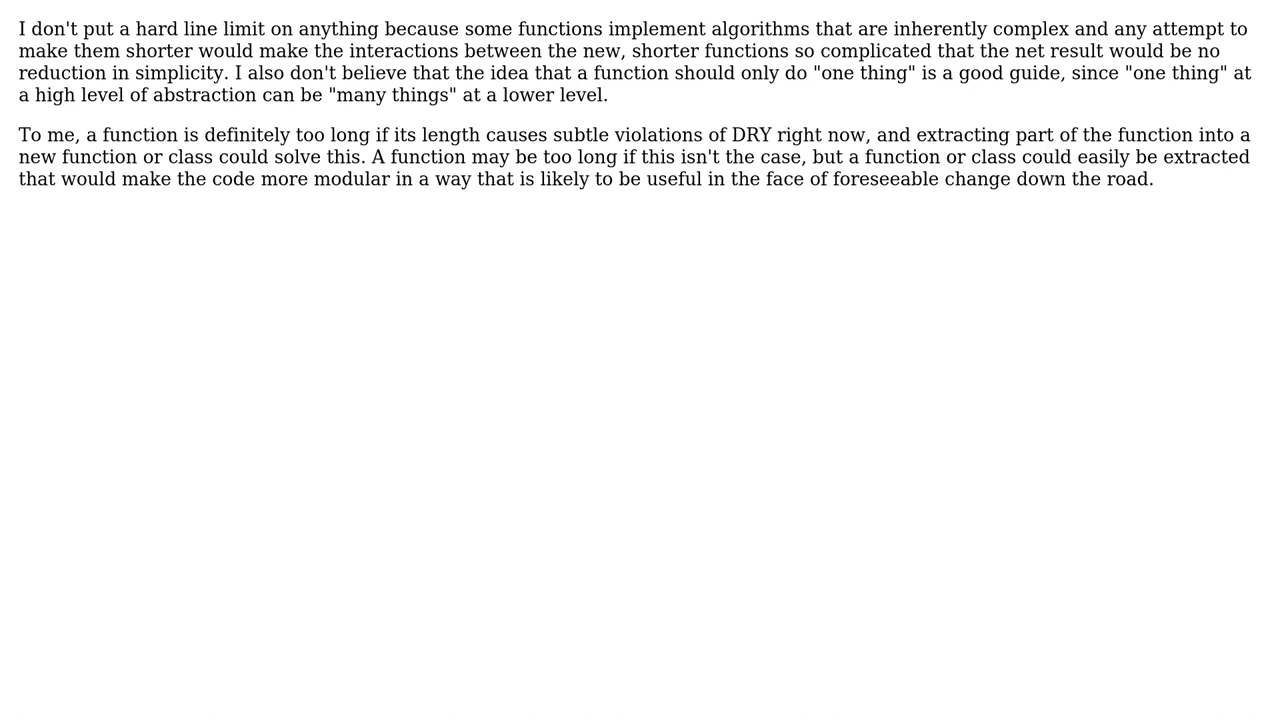 I don't put a hard line limit on anything because some functions implement algorithms that are inherently complex and any attempt to
make them shorter would make the interactions between the new, shorter functions so complicated that the net result would be no
reduction in simplicity. I also don't believe that the idea that a function should only do "one thing" is a good guide, since "one thing" at
a high level of abstraction can be "many things" at a lower level.
To me, a function is definitely too long if its length causes subtle violations of DRY right now, and extracting part of the function into a
new function or class could solve this. A function may be too long if this isn't the case, but a function or class could easily be extracted
that would make the code more modular in a way that is likely to be useful in the face of foreseeable change down the road.